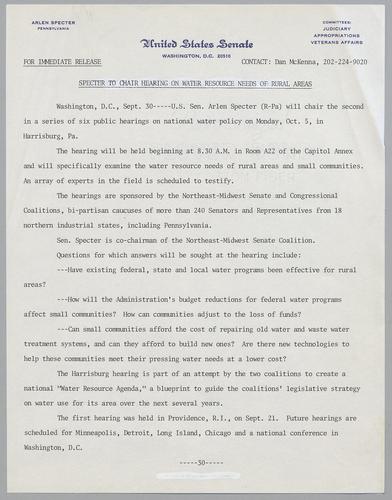 ARLEN SPECTER
PENNSYLVANIA
COMMITTEES:
JUDICIARY
APPROPRIATIONS
VETERANS AFFAIRS
United States Senate
WASHINGTON, D.C. 20510
FOR IMMEDIATE RELEASE CONTACT: Dan McKenna, 202-224-9020
SPECTER TO CHAIR HEARING ON WATER RESOURCE NEEDS OF RURAL AREAS
Washington, D.C., Sept. 30-----U.S. Sen. Arlen Specter (R-Pa) will chair the second
in a series of six public hearings on national water policy on Monday, Oct. 5, in
Harrisburg, Pa.
The hearing will be held beginning at 8.30 A.M. in Room A22 of the Capitol Annex
and will specifically examine the water resource needs of rural areas and small communities.
An array of experts in the field is scheduled to testify.
The hearings are sponsored by the Northeast-Midwest Senate and Congressional
Coalitions, bi-partisan caucuses of more than 240 Senators and Representatives from 18
northern industrial states, including Pennsylvania.
Sen. Specter is co-chairman of the Northeast-Midwest Senate Coalition.
Questions for which answers will be sought at the hearing include:
---Have existing federal, state and local water programs been effective for rural
areas?
---How will the Administration's budget reductions for federal water programs
affect small communities? How can communities adjust to the loss of funds?
---Can small communities afford the cost of repairing old water and waste water
treatment systems, and can they afford to build new ones? Are there new technologies to
help these communities meet their pressing water needs at a lower cost?
The Harrisburg hearing is part of an attempt by the two coalitions to create a
national "Water Resource Agenda," a blueprint to guide the coalitions' legislative strategy
on water use for its area over the next several years.
The first hearing was held in Providence, R.I., on Sept. 21. Future hearings are
scheduled for Minneapolis, Detroit, Long Island, Chicago and a national conference in
Washington, D.C.
-----30-----